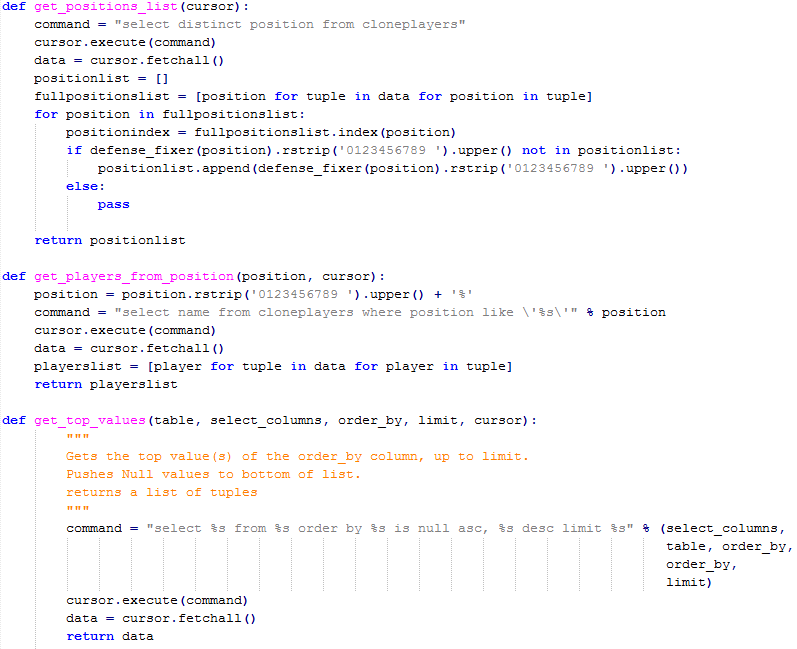 def get_positions_list(cursor):
    command = "select distinct position from cloneplayers"
    cursor.execute(command)
    data = cursor.fetchall()
    positionlist = []
    fullpositionslist = [position for tuple in data for position in tuple]
    for position in fullpositionslist:
        positionindex = fullpositionslist.index(position)
        if defense_fixer(position).rstrip('0123456789 ').upper() not in positionlist:
            positionlist.append(defense_fixer(position).rstrip('0123456789 ').upper())
        else:
            pass
    return positionlist
def get_players_from_position(position, cursor):
    position = position.rstrip('0123456789 ').upper() + '%'
    command = "select name from cloneplayers where position like \'%s\'" % position
    cursor.execute(command)
    data = cursor.fetchall()
    playerslist = [player for tuple in data for player in tuple]
    return playerslist
def get_top_values(table, select_columns, order_by, limit, cursor):
        """
        Gets the top value(s) of the order_by column, up to limit.
        Pushes Null values to bottom of list.
        returns a list of tuples
        """
        command = "select %s from %s order by %s is null asc, %s desc limit %s" % (select_columns,
                                                                                   table, order_by,
                                                                                   order_by,
                                                                                   limit)
        cursor.execute(command)
        data = cursor.fetchall()
        return data